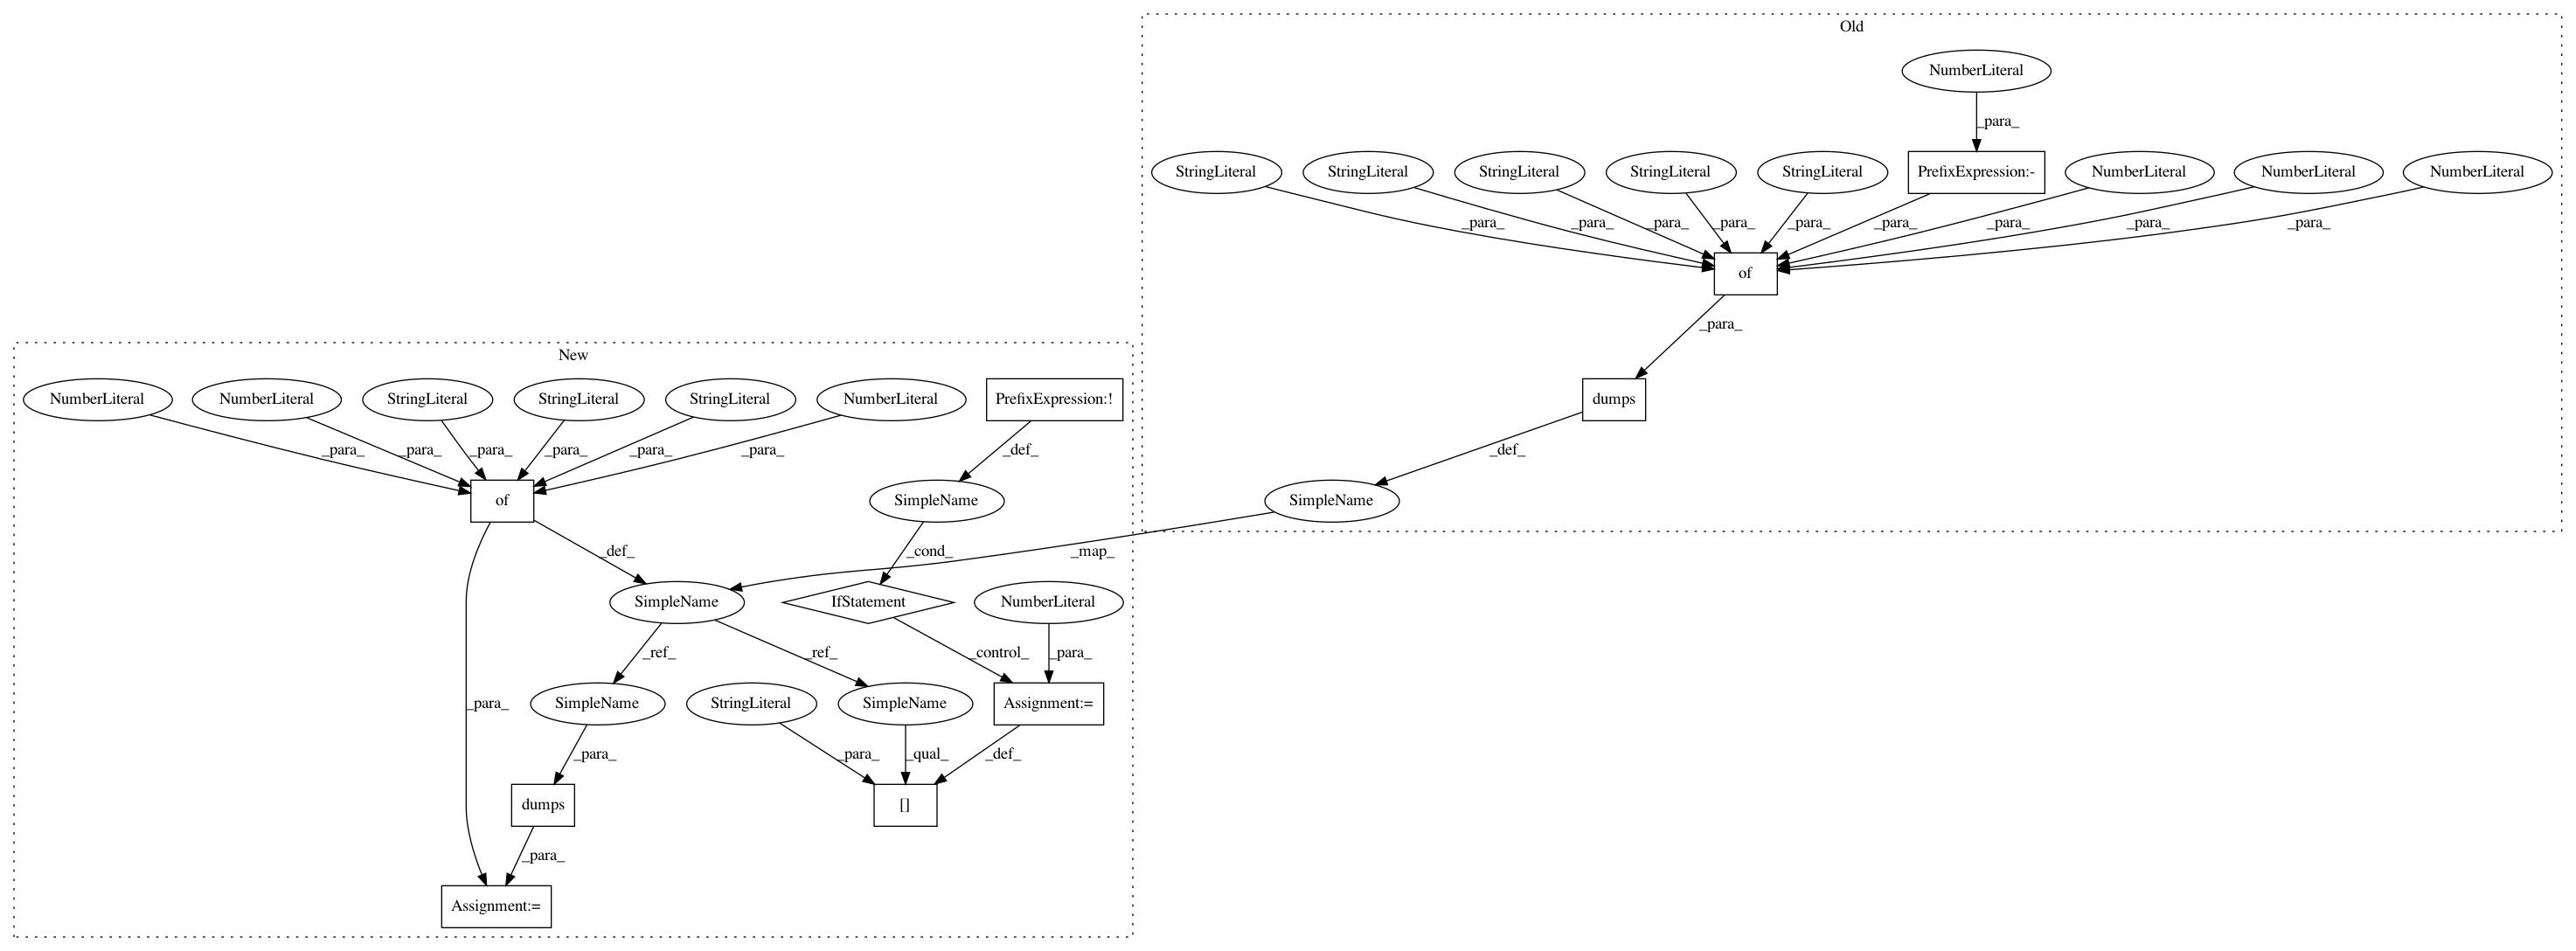 Old
NumberLiteral
_para_
StringLiteral
StringLiteral
StringLiteral
StringLiteral
StringLiteral
PrefixExpression:-
NumberLiteral
NumberLiteral
NumberLiteral
_para_
_para_
_para_
_para_
_para_
_para_
_para_
_para_
_para_
of
_para_
dumps
_def_
SimpleName
_map_
New
NumberLiteral
NumberLiteral
StringLiteral
StringLiteral
StringLiteral
NumberLiteral
PrefixExpression:!
_para_
_para_
_para_
_para_
_para_
_para_
_def_
of
SimpleName
_def_
_cond_
SimpleName
IfStatement
NumberLiteral
_ref_
_ref_
_control_
_para_
_para_
SimpleName
StringLiteral
SimpleName
Assignment:=
_para_
_para_
_qual_
_def_
dumps
[]
_para_
Assignment:=